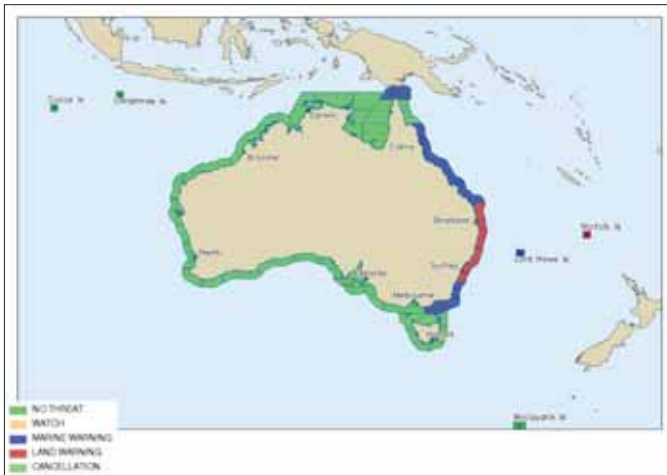 Cocos Is
Christmas Is
Darwin
Cairns
Broome
Brisbane
Norfolk Is
Lord Howe Is
Perth
Sydney
Adelaide
Melbourne
Hobart
Macquarie Is
NO THREAT
WATCH
MARINE WARNING
LAND WARNING
CANCELLATION